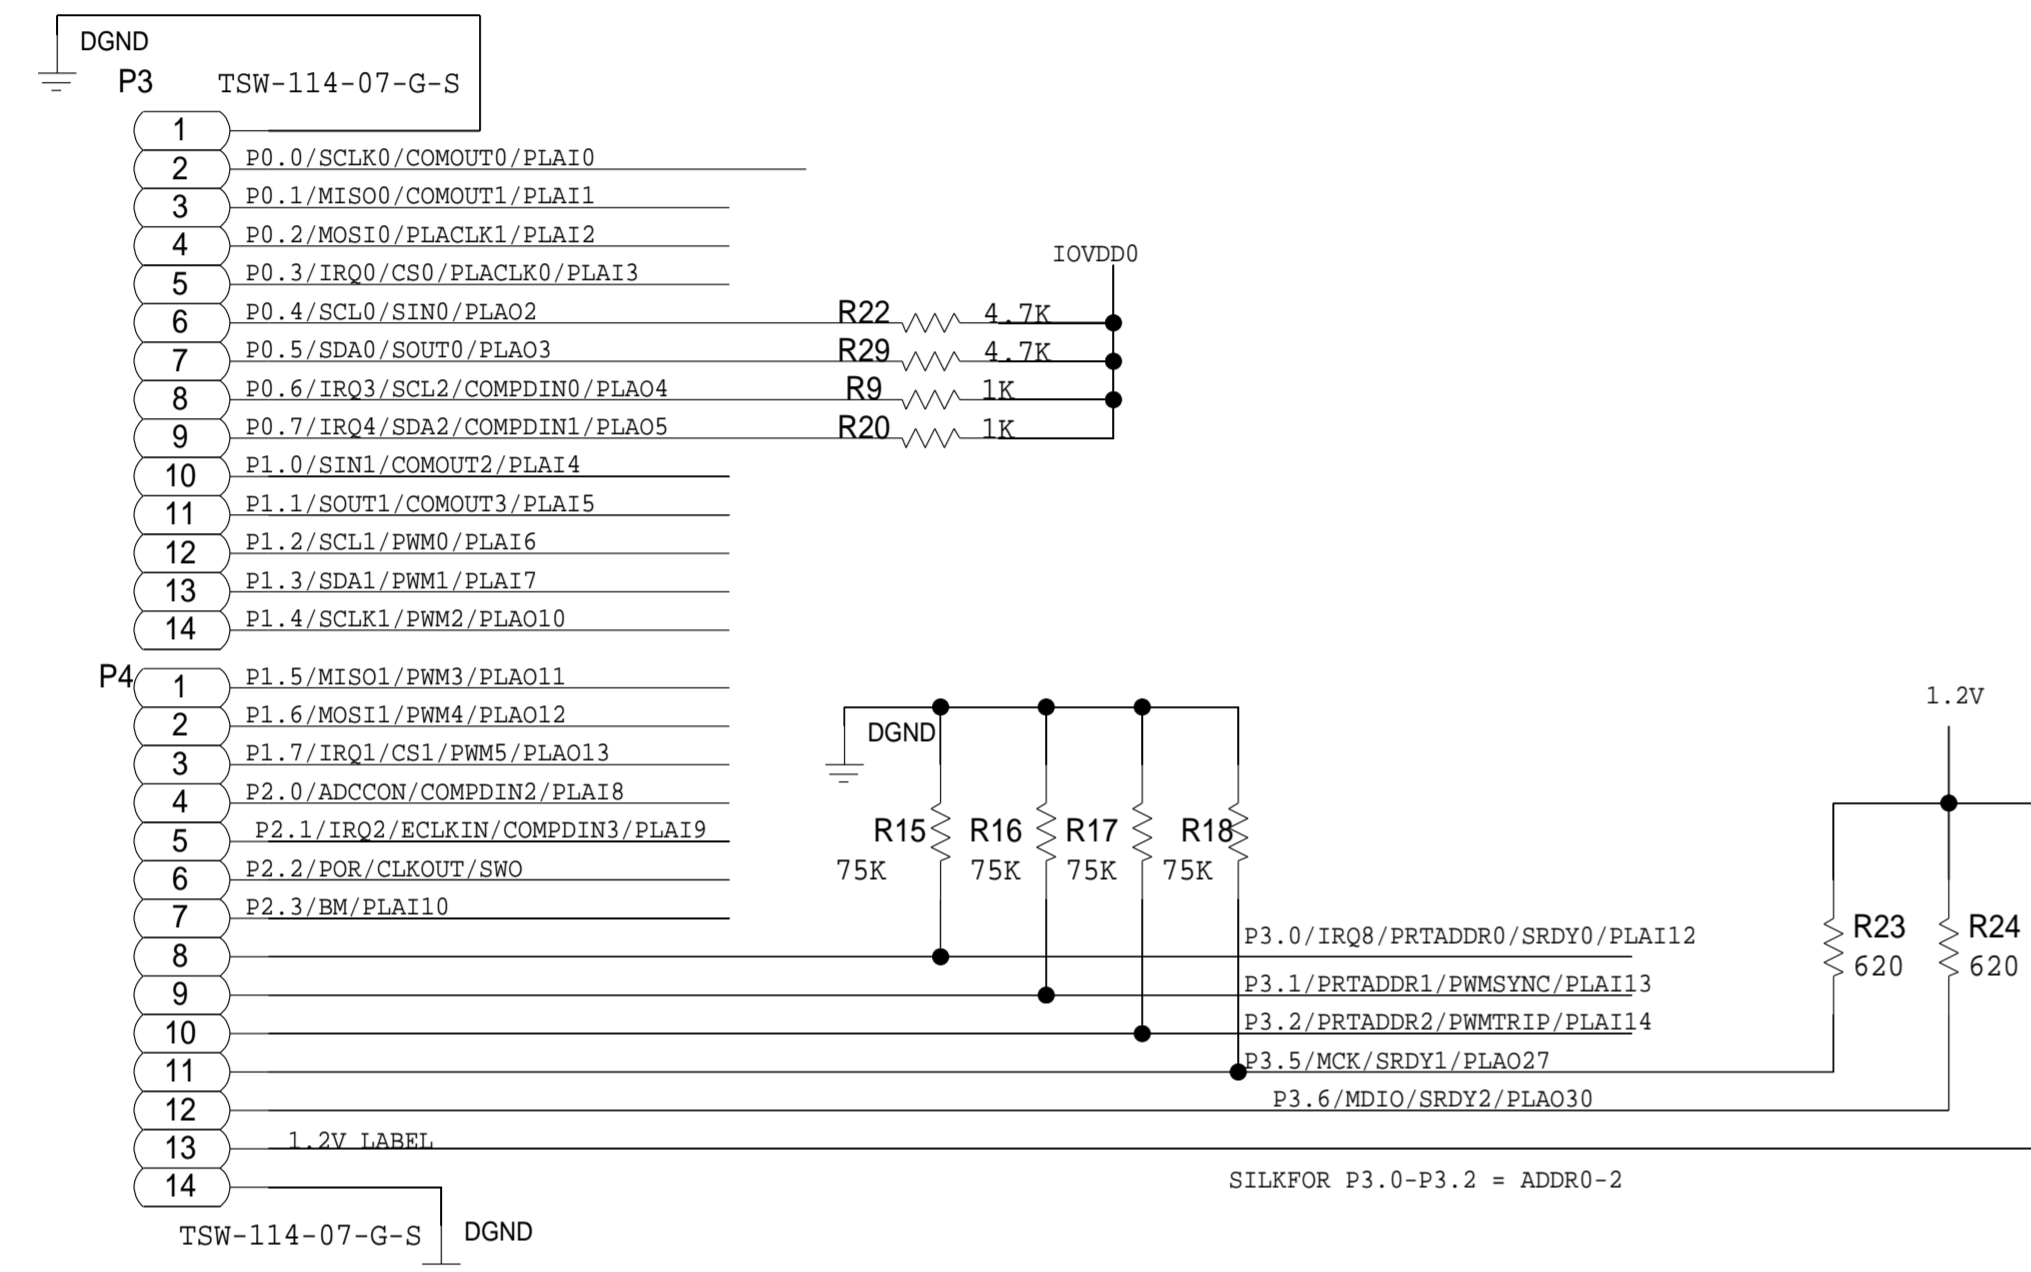 DGND
P3 TSW-114-07-G-S
1
2 P0.0/SCLK0/COMOUT0/PLAI0
3 P0.1/MISO0/COMOUT1/PLAI1
4 P0.2/MOSI0/PLACLK1/PLAI2
5 P0.3/IRQ0/CS0/PLACLK0/PLAI3
IOVDD0
6 P0.4/SCL0/SIN0/PLAO2 R22 4.7K
7 P0.5/SDA0/SOUT0/PLAO3 R29 4.7K
8 P0.6/IRQ3/SCL2/COMPDIN0/PLAO4 R9 1K
9 P0.7/IRQ4/SDA2/COMPDIN1/PLAO5 R20 1K
10 P1.0/SIN1/COMOUT2/PLAI4
11 P1.1/SOUT1/COMOUT3/PLAI5
12 P1.2/SCL1/PWM0/PLAI6
13 P1.3/SDA1/PWM1/PLAI7
14 P1.4/SCLK1/PWM2/PLAO10
P4
1 P1.5/MISO1/PWM3/PLAO11
1.2V
2 P1.6/MOSI1/PWM4/PLAO12
DGND
3 P1.7/IRQ1/CS1/PWM5/PLAO13
4 P2.0/ADCCON/COMPDIN2/PLAI8
5 P2.1/IRQ2/ECLKIN/COMPDIN3/PLAI9 R15 R16 R17 R18
6 P2.2/POR/CLKOUT/SWO 75K 75K 75K 75K
7 P2.3/BM/PLAI10
R23 R24
8 P3.0/IRQ8/PRTADDR0/SRDY0/PLAI12
620 620
9 P3.1/PRTADDR1/PWMSYNC/PLAI13
10 P3.2/PRTADDR2/PWMTRIP/PLAI14
11 P3.5/MCK/SRDY1/PLAO27
12 P3.6/MDIO/SRDY2/PLAO30
13 1.2V LABEL
14 SILKFOR P3.0-P3.2 = ADDR0-2
TSW-114-07-G-S DGND